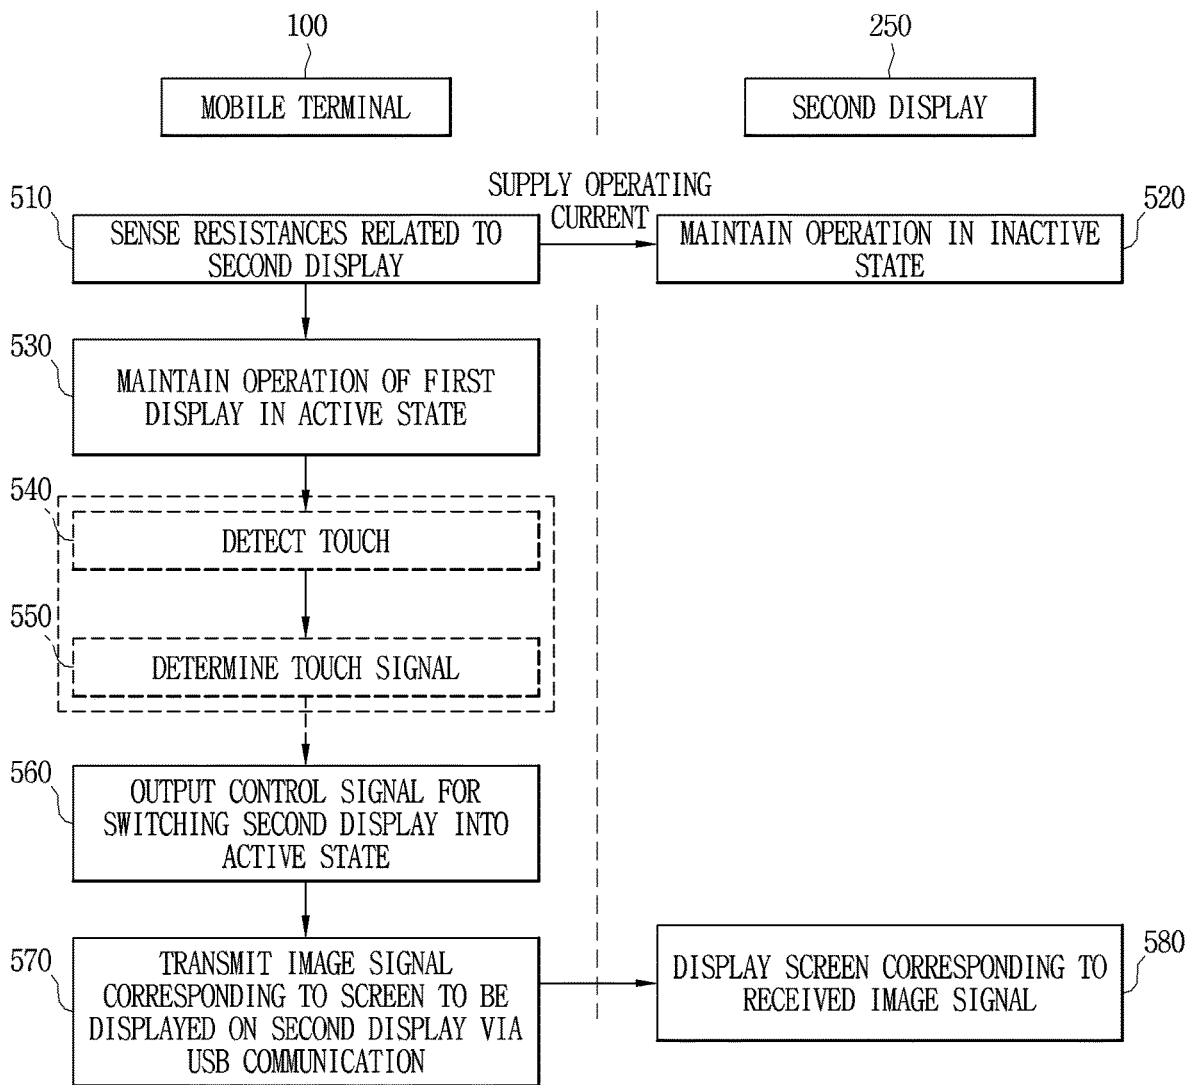 100
250
MOBILE TERMINAL
SECOND DISPLAY
510
SENSE RESISTANCES RELATED TO
SECOND DISPLAY
SUPPLY OPERATING
CURRENT
520
MAINTAIN OPERATION IN INACTIVE
STATE
530
MAINTAIN OPERATION OF FIRST
DISPLAY IN ACTIVE STATE
540
DETECT TOUCH
550
DETERMINE TOUCH SIGNAL
560
OUTPUT CONTROL SIGNAL FOR
SWITCHING SECOND DISPLAY INTO
ACTIVE STATE
570
TRANSMIT IMAGE SIGNAL
CORRESPONDING TO SCREEN TO BE
DISPLAYED ON SECOND DISPLAY VIA
USB COMMUNICATION
580
DISPLAY SCREEN CORRESPONDING TO
RECEIVED IMAGE SIGNAL